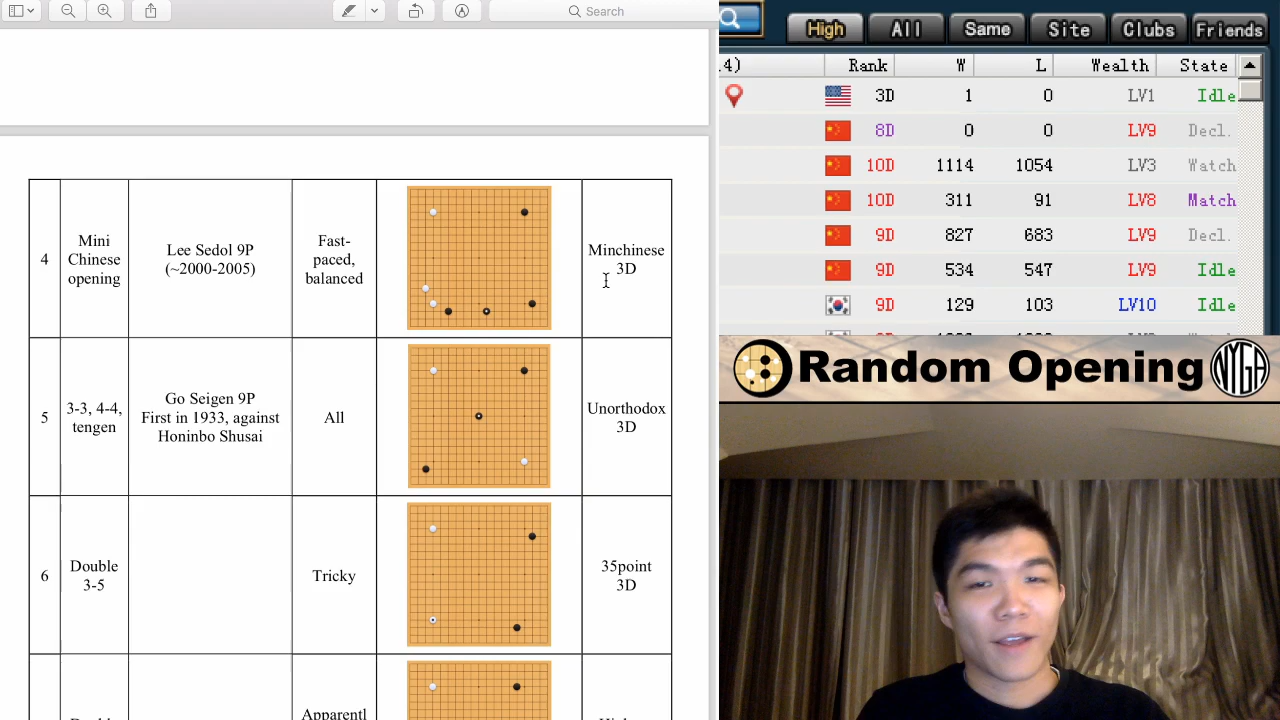 Search
4
Mini
Chinese
opening
Lee Sedol 9P
(~2000-2005)
Fast-
paced,
balanced
Minchinese
3D
5
3-3, 4-4,
tengen
Go Seigen 9P
First in 1933, against
Honinbo Shusai
All
Unorthodox
3D
6
Double
3-5
Tricky
35point
3D
Apparentl
High All Same Site Clubs Friends
.4) Rank W L Wealth State
3D 1 0 LV1 Idle
8D 0 0 LV9 Decl.
10D 1114 1054 LV3 Watch
10D 311 91 LV8 Match
9D 827 683 LV9 Decl.
9D 534 547 LV9 Idle
9D 129 103 LV10 Idle
Random Opening
NYGA